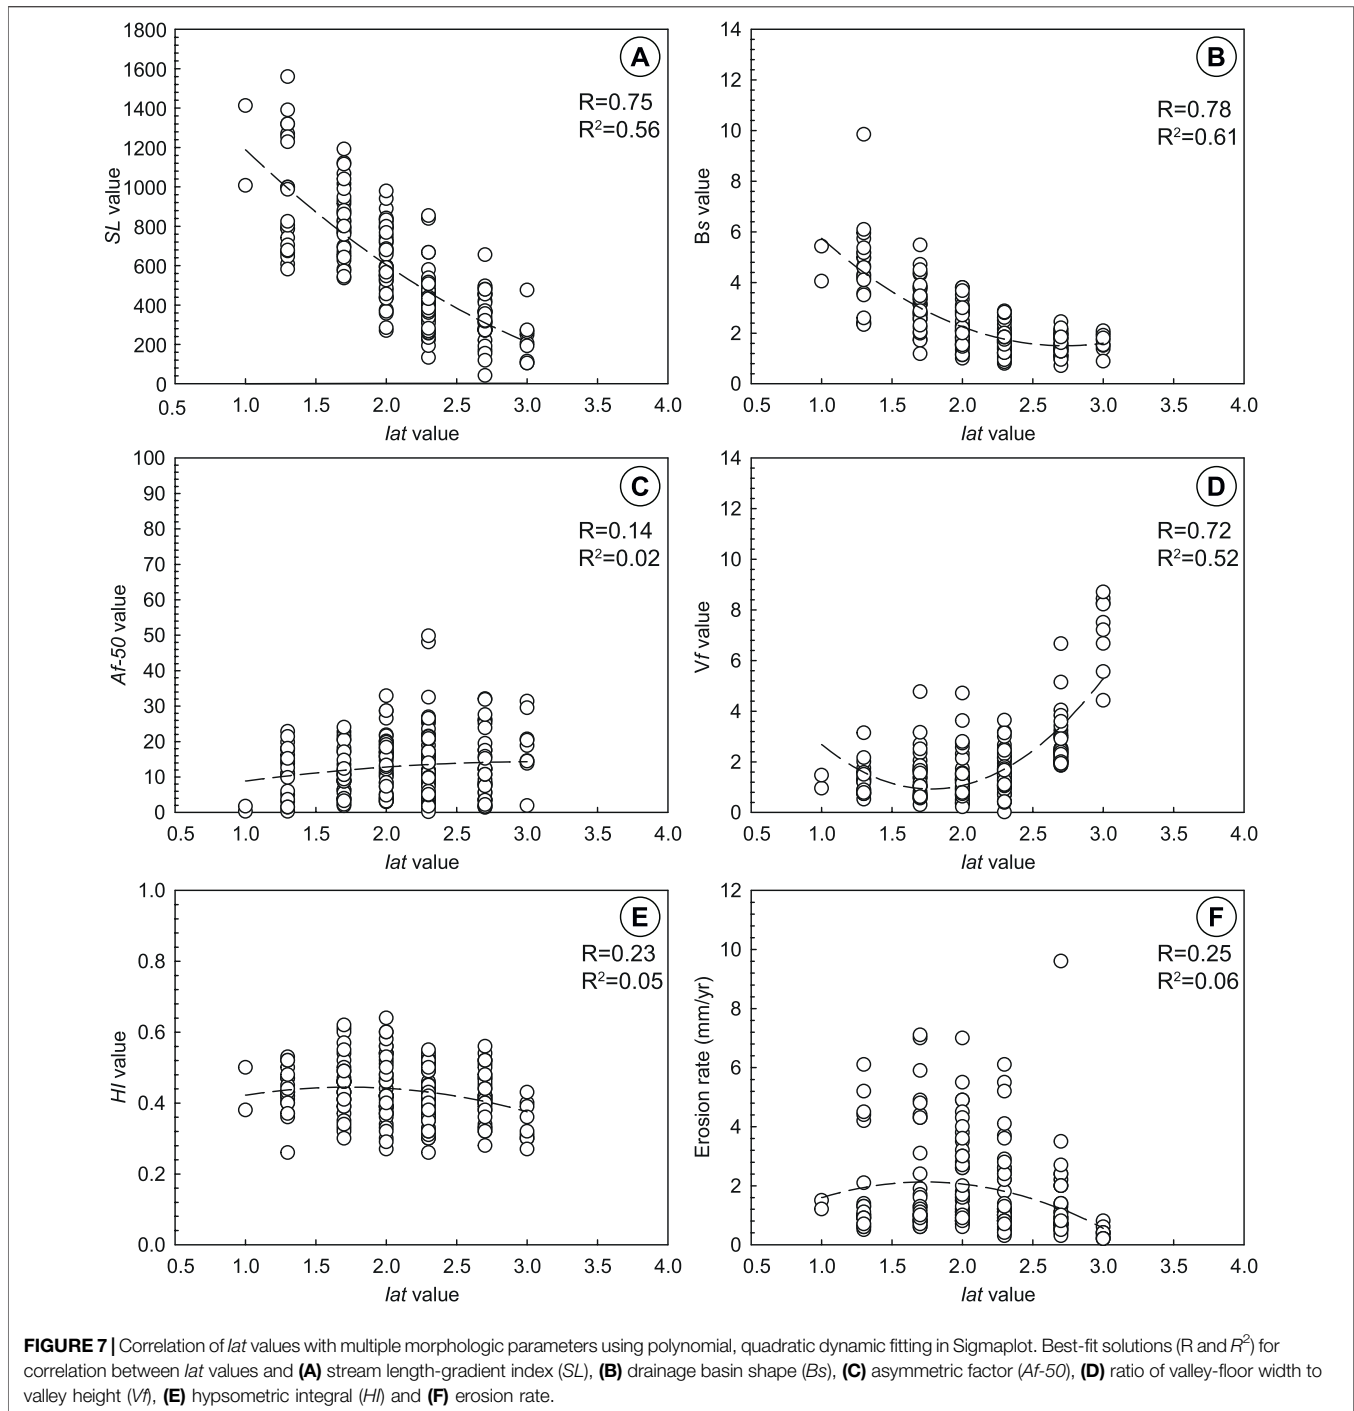 1800
1600
1400
1200
1000
800
600
400
200
0
SL value
0.5 1.0 1.5 2.0 2.5 3.0 3.5 4.0
lat value
A
R=0.75
R²=0.56
14
12
10
8
6
4
2
0
Bs value
0.5 1.0 1.5 2.0 2.5 3.0 3.5 4.0
lat value
B
R=0.78
R²=0.61
100
90
80
70
60
50
40
30
20
10
0
Af-50 value
0.5 1.0 1.5 2.0 2.5 3.0 3.5 4.0
lat value
C
R=0.14
R²=0.02
14
12
10
8
6
4
2
0
Vf value
0.5 1.0 1.5 2.0 2.5 3.0 3.5 4.0
lat value
D
R=0.72
R²=0.52
1.0
0.8
0.6
0.4
0.2
0.0
HI value
0.5 1.0 1.5 2.0 2.5 3.0 3.5 4.0
lat value
E
R=0.23
R²=0.05
12
10
8
6
4
2
0
Erosion rate (mm/yr)
0.5 1.0 1.5 2.0 2.5 3.0 3.5 4.0
lat value
F
R=0.25
R²=0.06
FIGURE 7 | Correlation of lat values with multiple morphologic parameters using polynomial, quadratic dynamic fitting in Sigmaplot. Best-fit solutions (R and R²) for
correlation between lat values and (A) stream length-gradient index (SL), (B) drainage basin shape (Bs), (C) asymmetric factor (Af-50), (D) ratio of valley-floor width to
valley height (Vf), (E) hypsometric integral (HI) and (F) erosion rate.